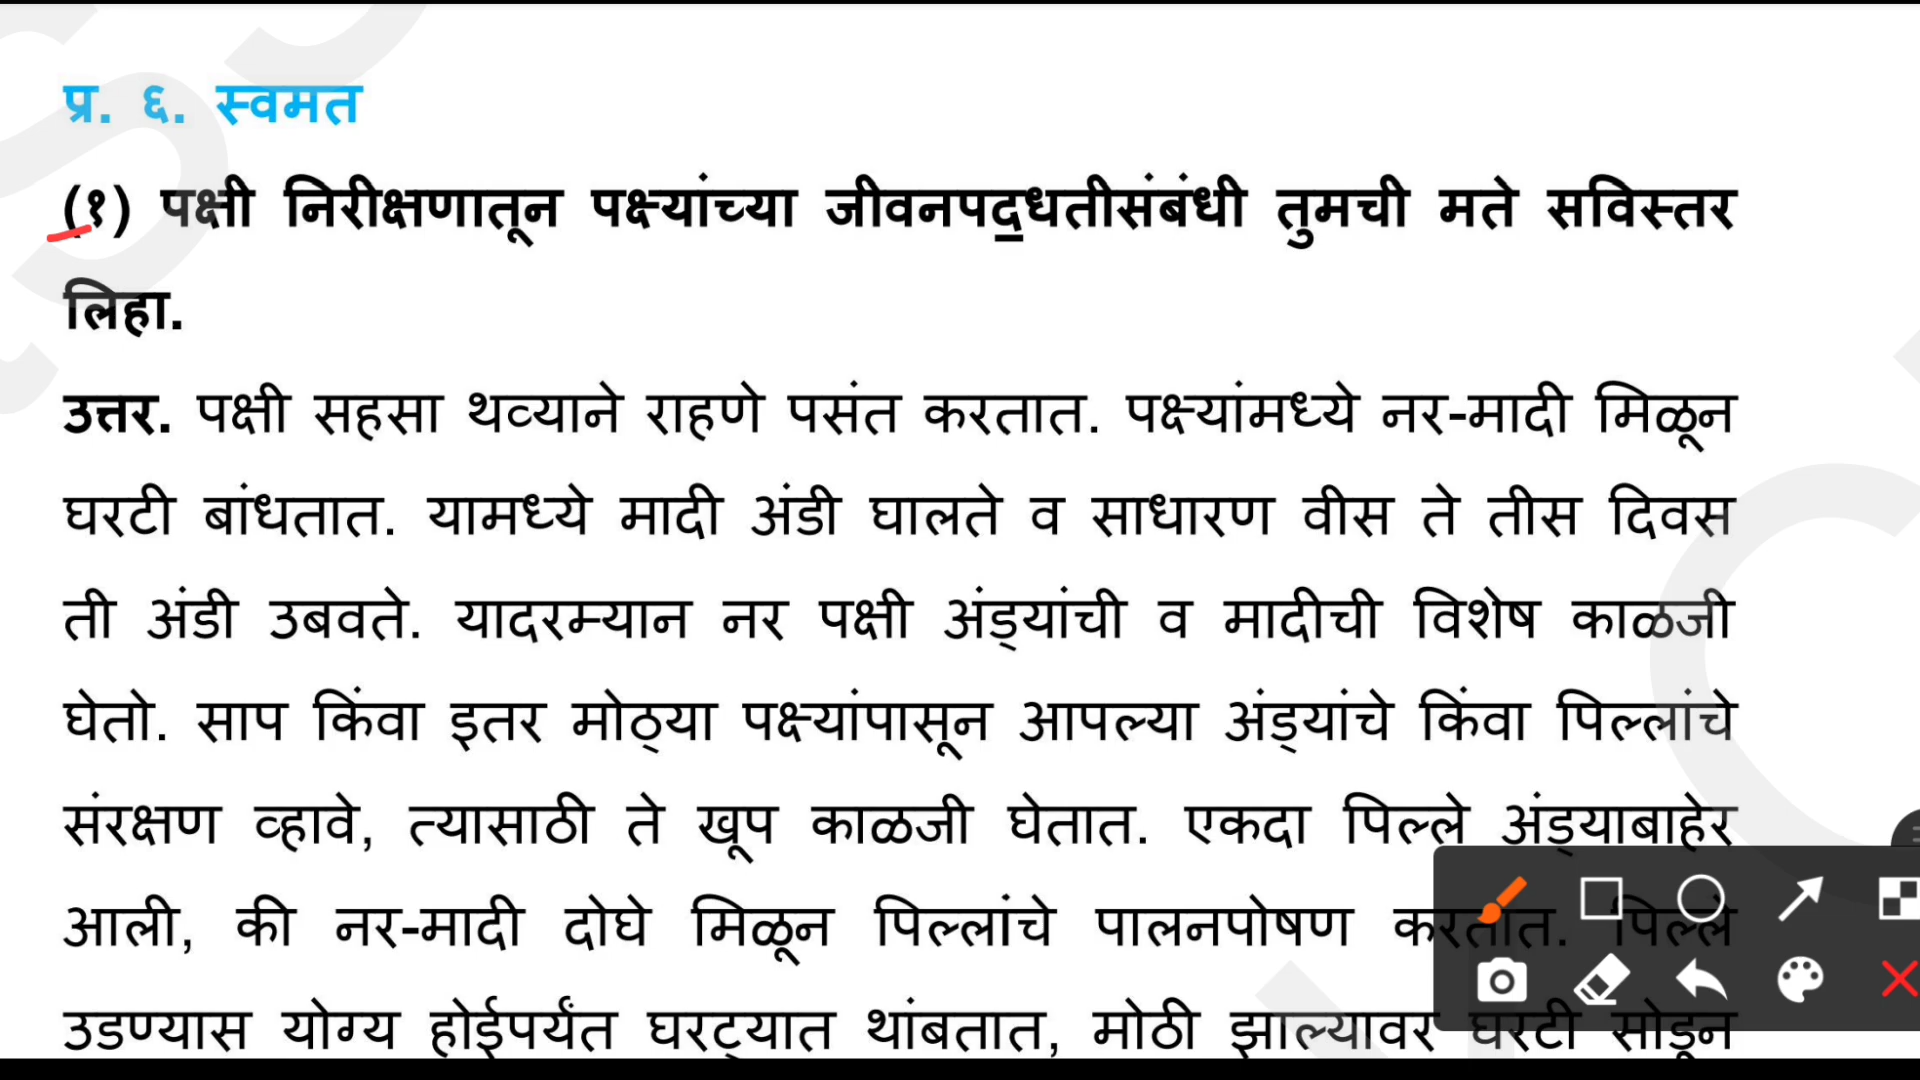 प्र. ६. स्वमत
(१) पक्षी निरीक्षणातून पक्ष्यांच्या जीवनपद्धतीसंबंधी तुमची मते सविस्तर
लिहा.
उत्तर. पक्षी सहसा थव्याने राहणे पसंत करतात. पक्ष्यांमध्ये नर-मादी मिळून
घरटी बांधतात. यामध्ये मादी अंडी घालते व साधारण वीस ते तीस दिवस
ती अंडी उबवते. यादरम्यान नर पक्षी अंड्यांची व मादीची विशेष काळजी
घेतो. साप किंवा इतर मोठ्या पक्ष्यांपासून आपल्या अंड्यांचे किंवा पिल्लांचे
संरक्षण व्हावे, त्यासाठी ते खूप काळजी घेतात. एकदा पिल्ले अंड्याबाहेर
आली, की नर-मादी दोघे मिळून पिल्लांचे पालनपोषण करतात. पिल्ले
उडण्यास योग्य होईपर्यंत घरट्यात थांबतात, मोठी झाल्यावर घरटी सोडून